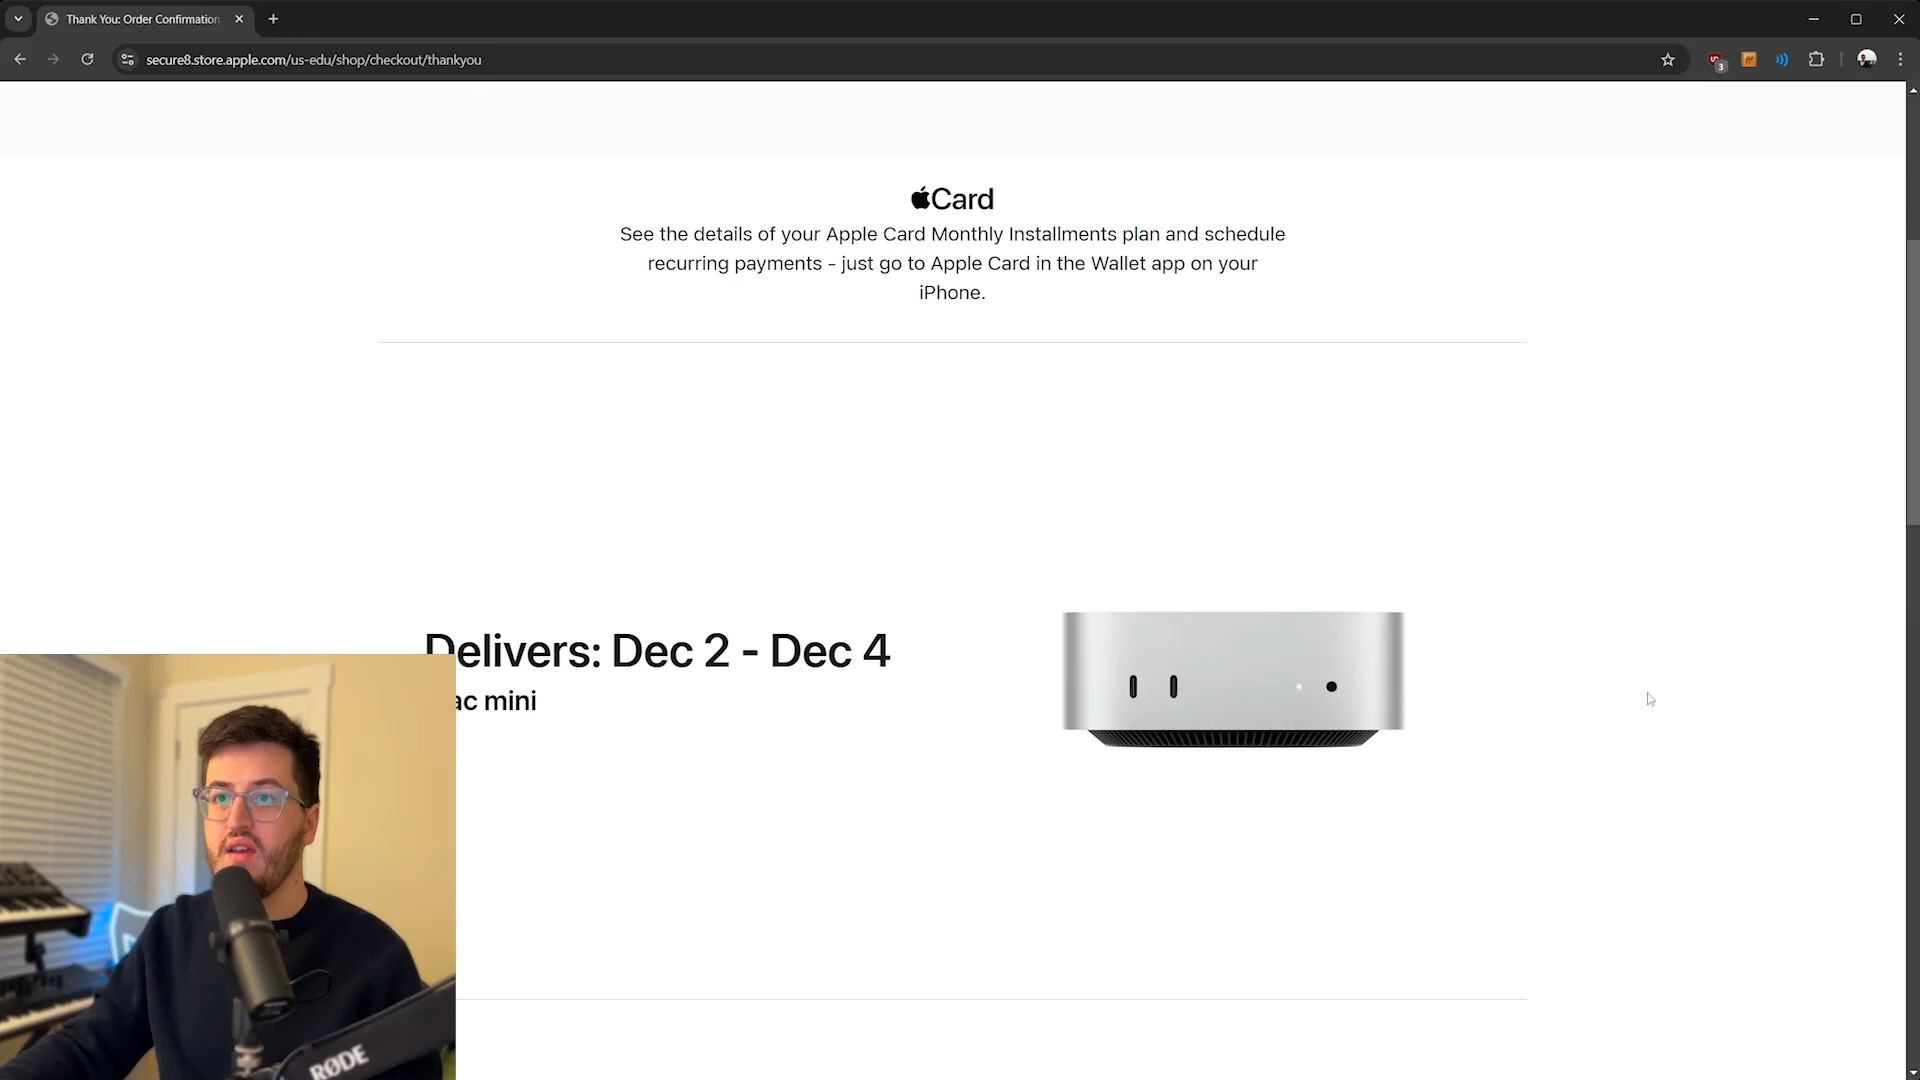 Thank You: Order Confirmation
secure8.store.apple.com/us-edu/shop/checkout/thankyou
3
Card
See the details of your Apple Card Monthly Installments plan and schedule
recurring payments - just go to Apple Card in the Wallet app on your
iPhone.
Delivers: Dec 2 - Dec 4
ac mini
RØDE